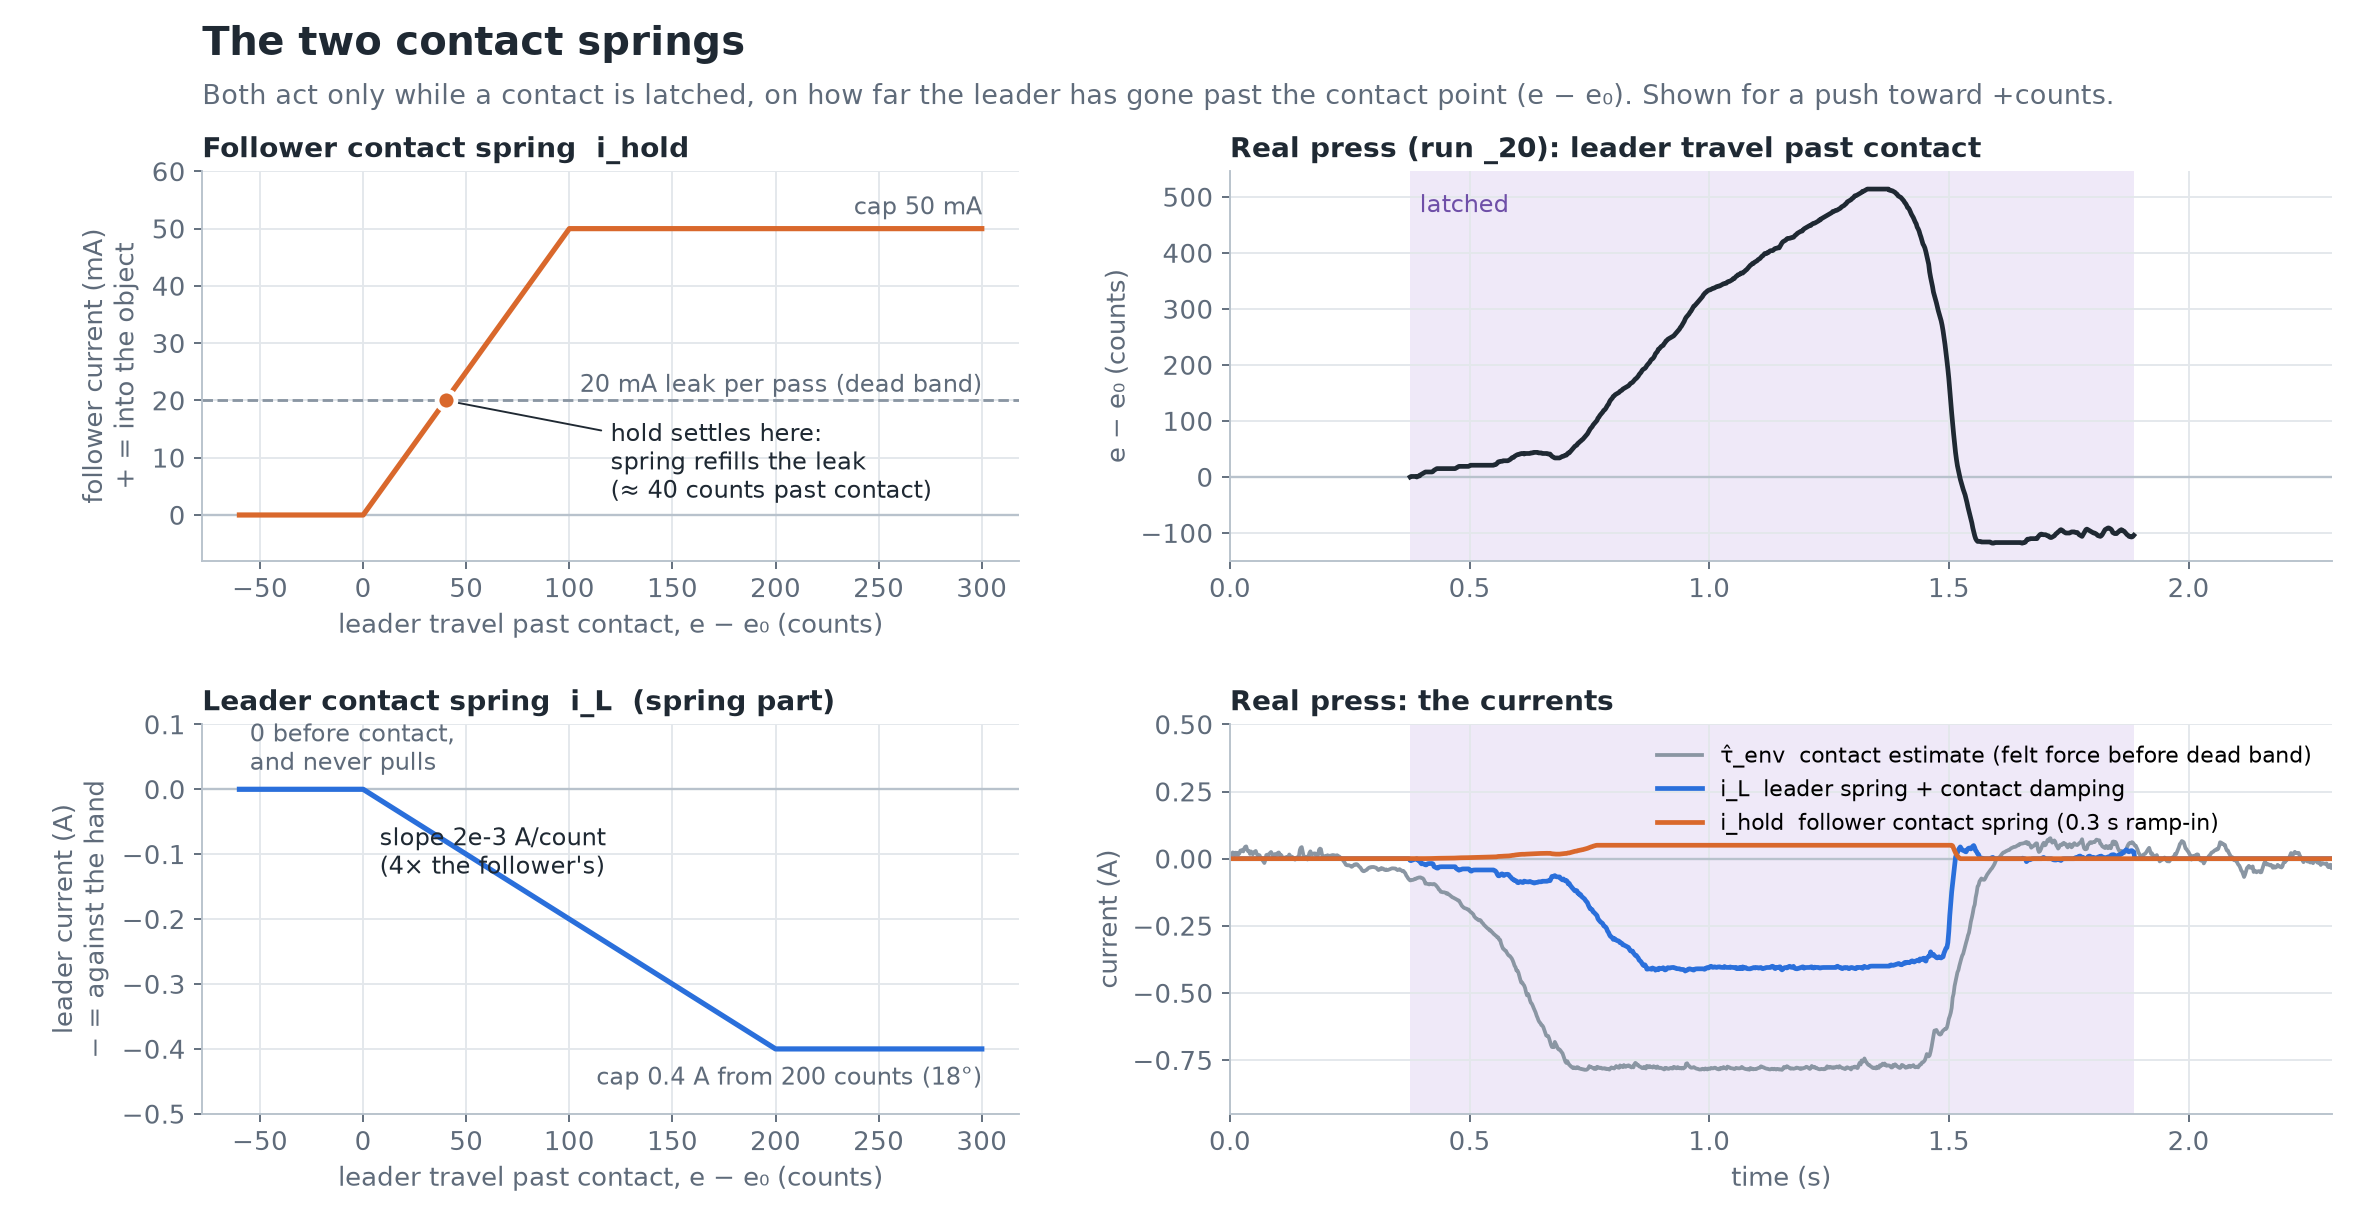 The two contact springs
Both act only while a contact is latched, on how far the leader has gone past the contact point (e − e₀). Shown for a push toward +counts.
Follower contact spring  i_hold
60
50
40
30
20
10
0
follower current (mA)
+ = into the object
cap 50 mA
20 mA leak per pass (dead band)
hold settles here:
spring refills the leak
(≈ 40 counts past contact)
−50 0 50 100 150 200 250 300
leader travel past contact, e − e₀ (counts)
Real press (run _20): leader travel past contact
500
400
300
200
100
0
−100
e − e₀ (counts)
latched
0.0 0.5 1.0 1.5 2.0
Leader contact spring  i_L  (spring part)
0.1
0.0
−0.1
−0.2
−0.3
−0.4
−0.5
leader current (A)
− = against the hand
0 before contact,
and never pulls
slope 2e-3 A/count
(4× the follower's)
cap 0.4 A from 200 counts (18°)
−50 0 50 100 150 200 250 300
leader travel past contact, e − e₀ (counts)
Real press: the currents
0.50
0.25
0.00
−0.25
−0.50
−0.75
current (A)
τ̂_env  contact estimate (felt force before dead band)
i_L  leader spring + contact damping
i_hold  follower contact spring (0.3 s ramp-in)
0.0 0.5 1.0 1.5 2.0
time (s)